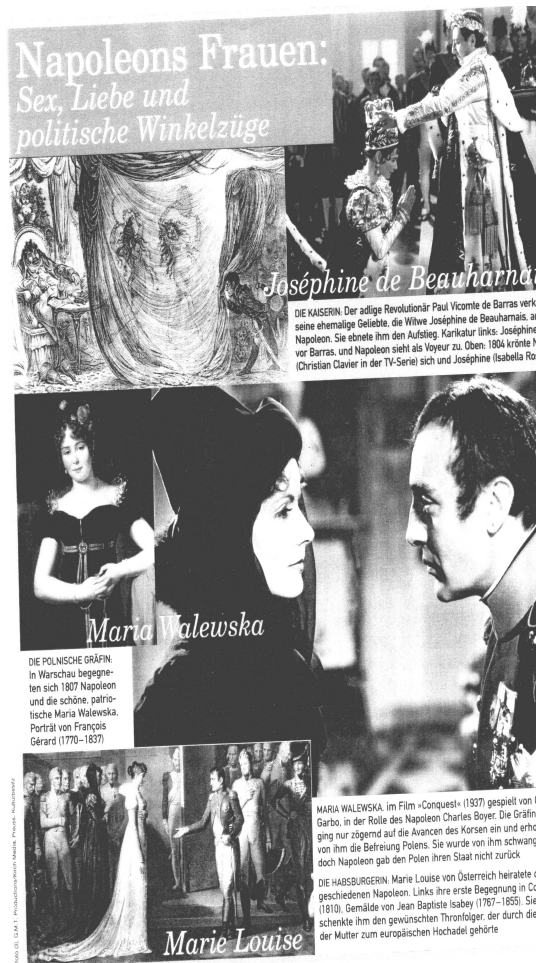 Napoleons Frauen:
Sex, Liebe und
politische Winkelzüge
Joséphine de Beauharnai
DIE KAISERIN: Der adlige Revolutionär Paul Vicomte de Barras verk
seine ehemalige Geliebte, die Witwe Joséphine de Beauharnais, a
Napoleon. Sie ebnete ihm den Aufstieg. Karikatur links: Joséphine
vor Barras, und Napoleon sieht als Voyeur zu. Oben: 1804 krönte N
(Christian Clavier in der TV-Serie) sich und Joséphine (Isabella Ros
Maria Walewska
DIE POLNISCHE GRÄFIN:
In Warschau begegne-
ten sich 1807 Napoleon
und die schöne, patrio-
tische Maria Walewska,
Porträt von François
Gérard (1770–1837)
MARIA WALEWSKA, im Film »Conquest« (1937) gespielt von
Garbo, in der Rolle des Napoleon Charles Boyer. Die Gräfin
ging nur zögernd auf die Avancen des Korsen ein und erho
von ihm die Befreiung Polens. Sie wurde von ihm schwang
doch Napoleon gab den Polen ihren Staat nicht zurück
DIE HABSBURGERIN: Marie Louise von Österreich heiratete d
geschiedenen Napoleon. Links ihre erste Begegnung in Co
(1810), Gemälde von Jean Baptiste Isabey (1767–1855). Sie
schenkte ihm den gewünschten Thronfolger, der durch die
der Mutter zum europäischen Hochadel gehörte
Marie Louise